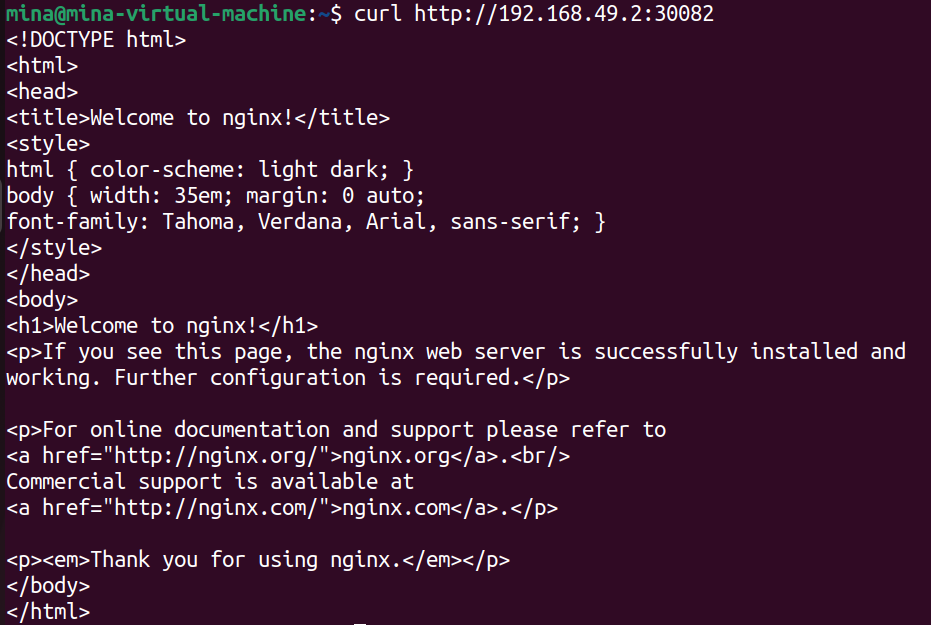 mina@mina-virtual-machine:~$ curl http://192.168.49.2:30082
<!DOCTYPE html>
<html>
<head>
<title>Welcome to nginx!</title>
<style>
html { color-scheme: light dark; }
body { width: 35em; margin: 0 auto;
font-family: Tahoma, Verdana, Arial, sans-serif; }
</style>
</head>
<body>
<h1>Welcome to nginx!</h1>
<p>If you see this page, the nginx web server is successfully installed and
working. Further configuration is required.</p>

<p>For online documentation and support please refer to
<a href="http://nginx.org/">nginx.org</a>.<br/>
Commercial support is available at
<a href="http://nginx.com/">nginx.com</a>.</p>

<p><em>Thank you for using nginx.</em></p>
</body>
</html>